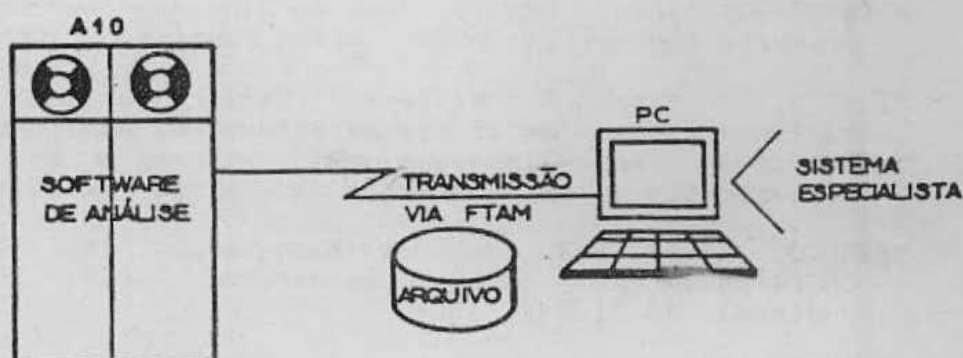 A10
SOFTWARE
DE ANÁLISE
TRANSMISSÃO
VIA FTAM
ARQUIVO
PC
SISTEMA
ESPECIALISTA